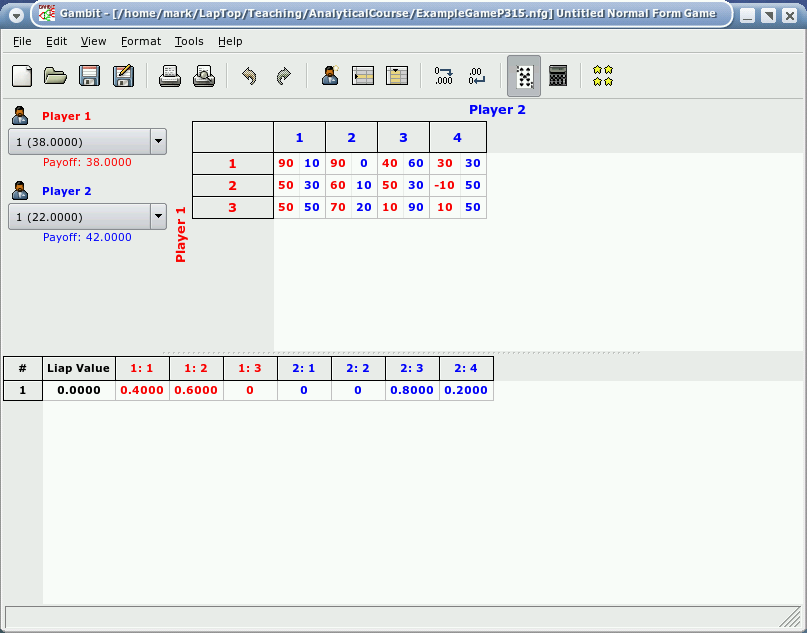 Gambit - [/home/mark/LapTop/Teaching/AnalyticalCourse/ExampleGameP315.nfg] Untitled Normal Form Game
File Edit View Format Tools Help
0 .000 .00 .0
Player 1
1 (38.0000)
Payoff: 38.0000
Player 2
1 (22.0000)
Payoff: 42.0000
Player 2
Player 1
1 2 3 4
1 90 10 90 0 40 60 30 30
2 50 30 60 10 50 30 -10 50
3 50 50 70 20 10 90 10 50
# Liap Value 1: 1 1: 2 1: 3 2: 1 2: 2 2: 3 2: 4
1 0.0000 0.4000 0.6000 0 0 0 0.8000 0.2000